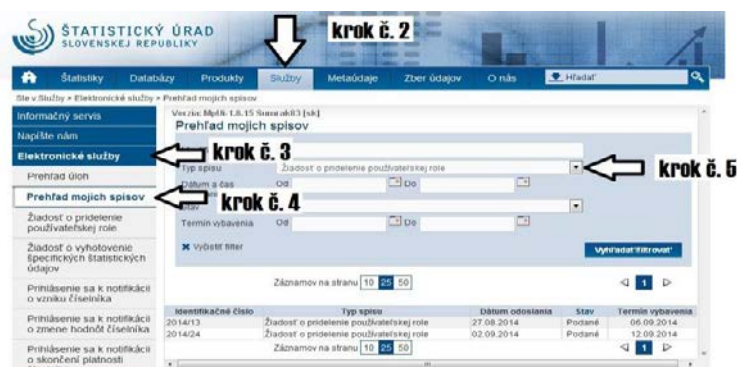 ŠTATISTICKÝ ÚRAD
SLOVENSKEJ REPUBLIKY
krok č. 2
Štatistiky Databázy Produkty Služby Metaúdaje Zber údajov O nás Hľadať
Ste v:Služby > Elektronické služby > Prehľad mojich spisov
Informačný servis
Napíšte nám
Elektronické služby
Prehľad úloh
Prehľad mojich spisov
Žiadosť o pridelenie
používateľskej role
Žiadosť o vyhotovenie
špecifických štatistických
údajov
Prihlásenie sa k notifikácii
o vzniku číselníka
Prihlásenie sa k notifikácii
o zmene hodnôt číselníka
Prihlásenie sa k notifikácii
o skončení platnosti
Prehľad mojich spisov
krok č. 3
Typ spisu Žiadosť o pridelenie používateľskej role
krok č. 5
Dátum a čas Od Do
krok č. 4
Stav
Termín vybavenia Od Do
Vyčistiť filter
Vyhľadať/filtrovať
Záznamov na stranu 10 25 50 1
Identifikačné číslo Typ spisu Dátum odoslania Stav Termín vybavenia
2014/13 Žiadosť o pridelenie používateľskej role 27.08.2014 Podané 06.09.2014
2014/24 Žiadosť o pridelenie používateľskej role 02.09.2014 Podané 12.09.2014
Záznamov na stranu 10 25 50 1